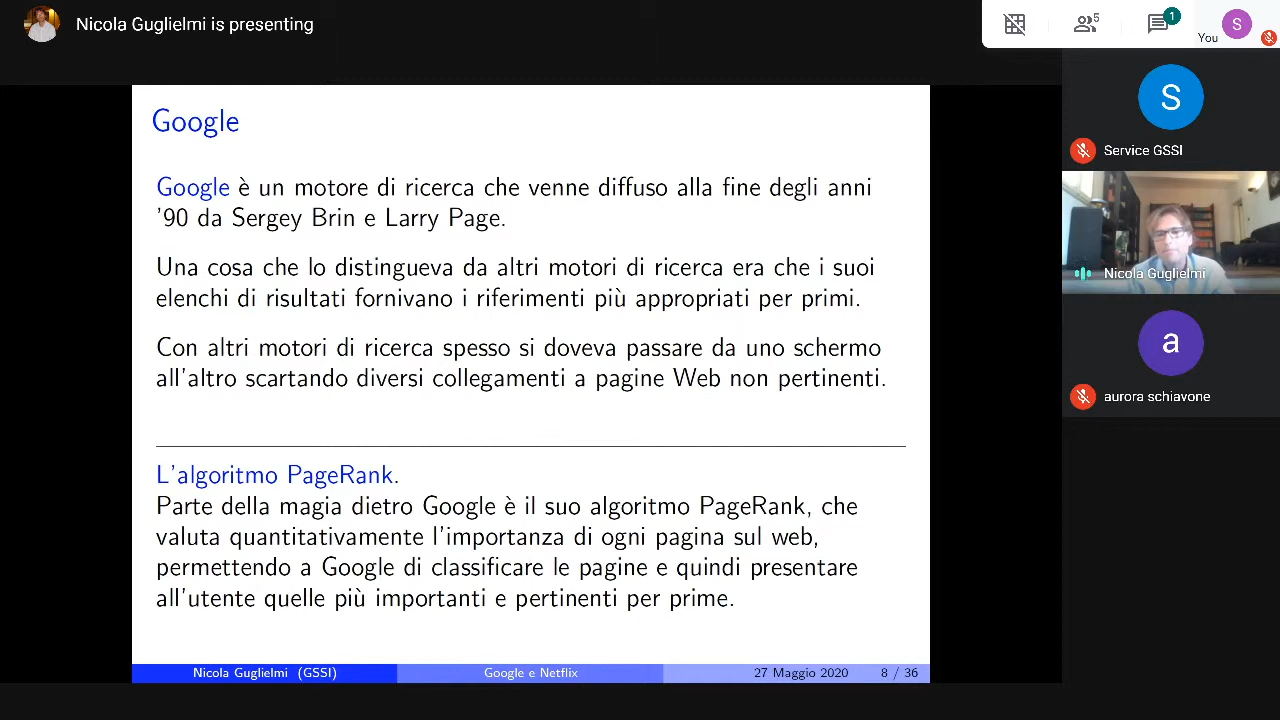 Nicola Guglielmi is presenting
5
1
You
S
S
Service GSSI
Nicola Guglielmi
a
aurora schiavone
Google
Google è un motore di ricerca che venne diffuso alla fine degli anni
'90 da Sergey Brin e Larry Page.
Una cosa che lo distingueva da altri motori di ricerca era che i suoi
elenchi di risultati fornivano i riferimenti più appropriati per primi.
Con altri motori di ricerca spesso si doveva passare da uno schermo
all'altro scartando diversi collegamenti a pagine Web non pertinenti.
L'algoritmo PageRank.
Parte della magia dietro Google è il suo algoritmo PageRank, che
valuta quantitativamente l'importanza di ogni pagina sul web,
permettendo a Google di classificare le pagine e quindi presentare
all'utente quelle più importanti e pertinenti per prime.
Nicola Guglielmi (GSSI) Google e Netflix 27 Maggio 2020 8 / 36